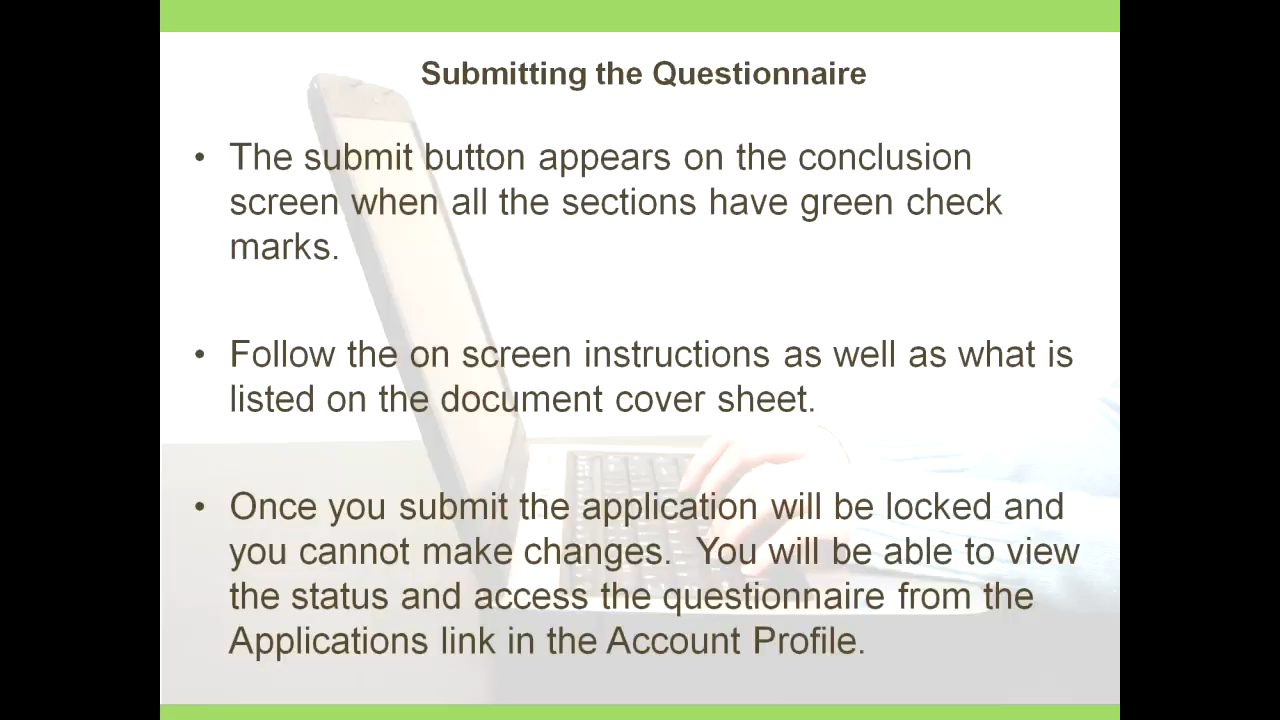 Submitting the Questionnaire
• The submit button appears on the conclusion
screen when all the sections have green check
marks.
• Follow the on screen instructions as well as what is
listed on the document cover sheet.
• Once you submit the application will be locked and
you cannot make changes.  You will be able to view
the status and access the questionnaire from the
Applications link in the Account Profile.